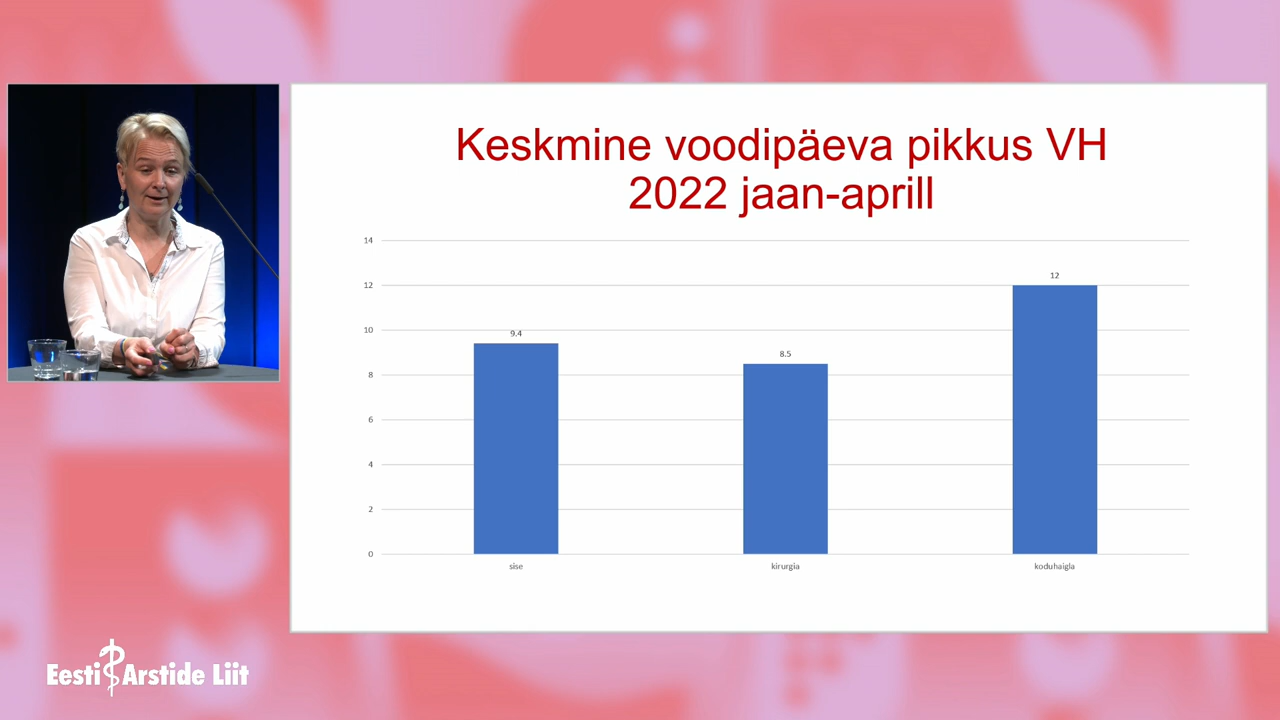 Keskmine voodipäeva pikkus VH
2022 jaan-aprill
14
12
10
8
6
4
2
0
9.4
8.5
12
sise
kirurgia
koduhaigla
Eesti Arstide Liit